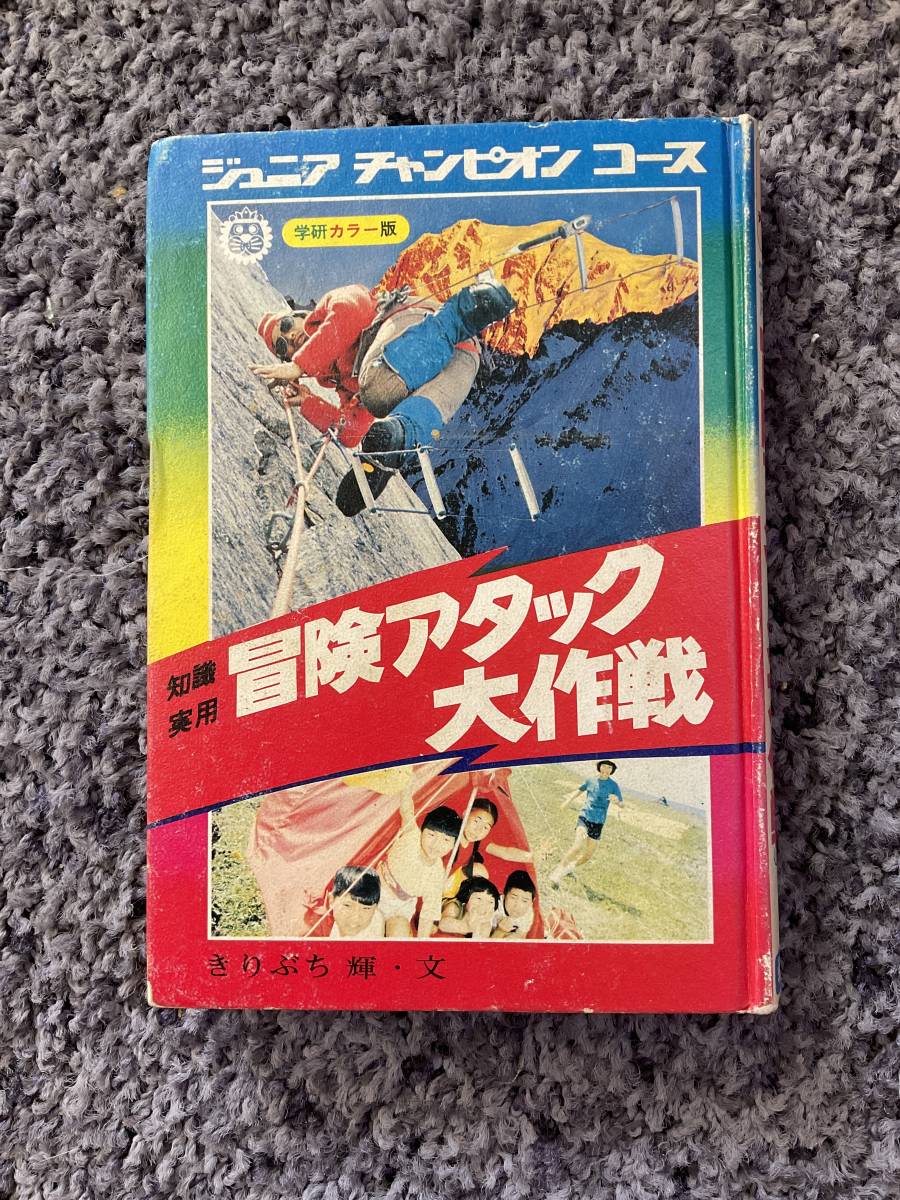 ジュニア チャンピオン コース
学研カラー版
知識
実用
冒険アタック
大作戦
きりぶち 輝・文